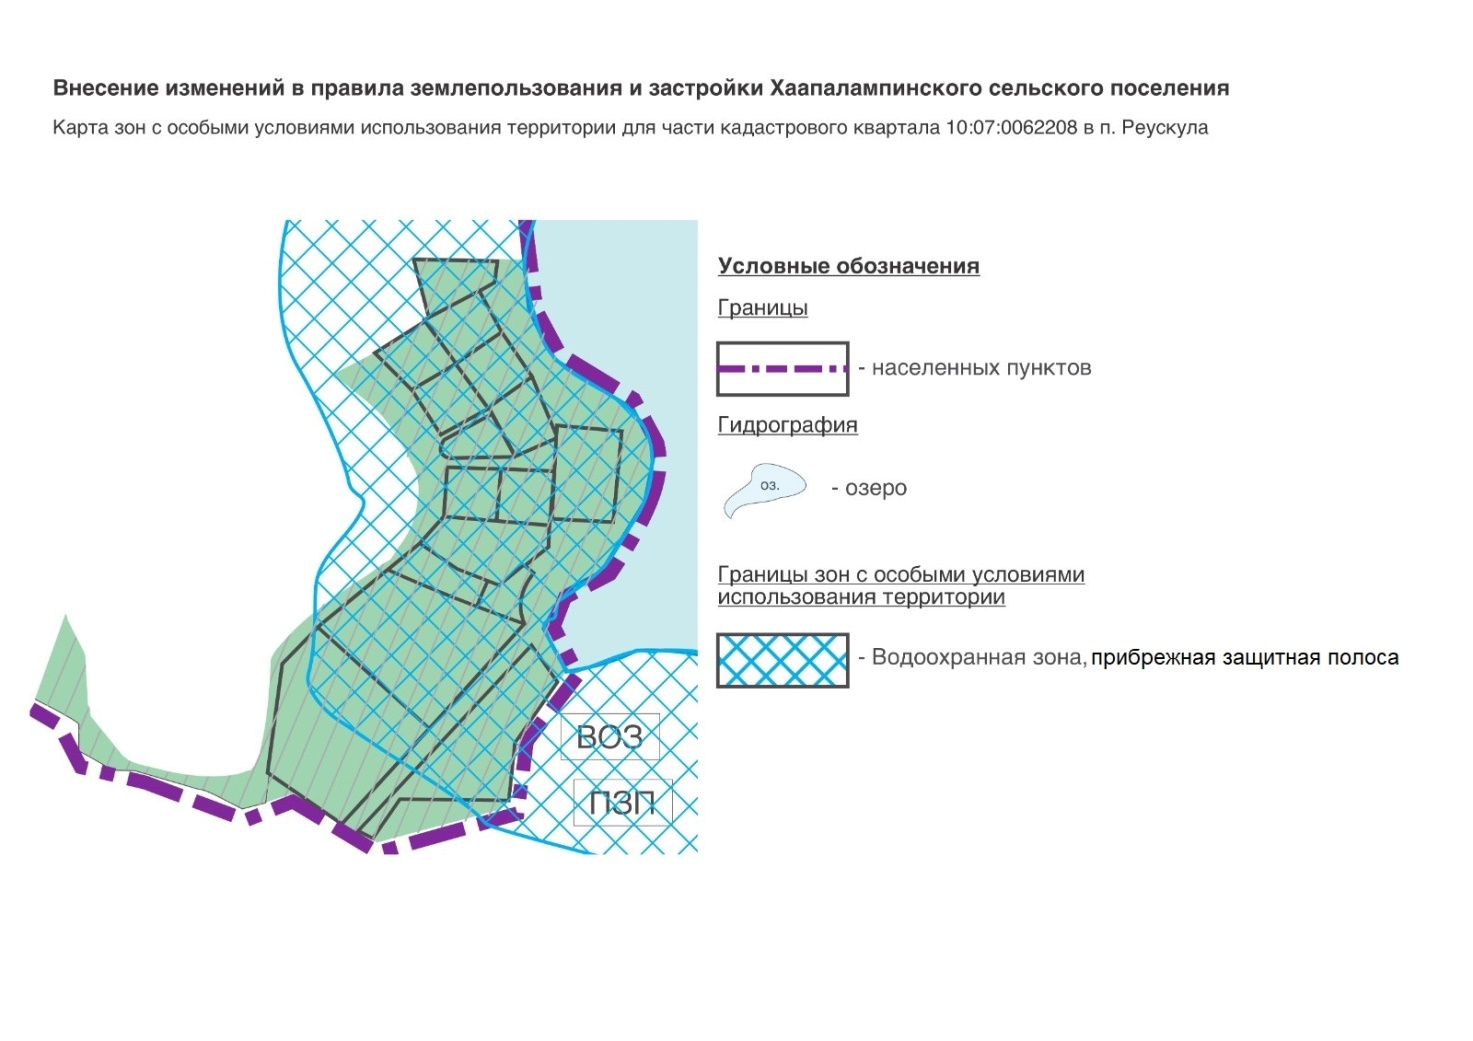 Внесение изменений в правила землепользования и застройки Хаапалампинского сельского поселения
Карта зон с особыми условиями использования территории для части кадастрового квартала 10:07:0062208 в п. Реускула
Условные обозначения
Границы
- населенных пунктов
Гидрография
оз.
- озеро
Границы зон с особыми условиями
использования территории
- Водоохранная зона, прибрежная защитная полоса
ВОЗ
ПЗП